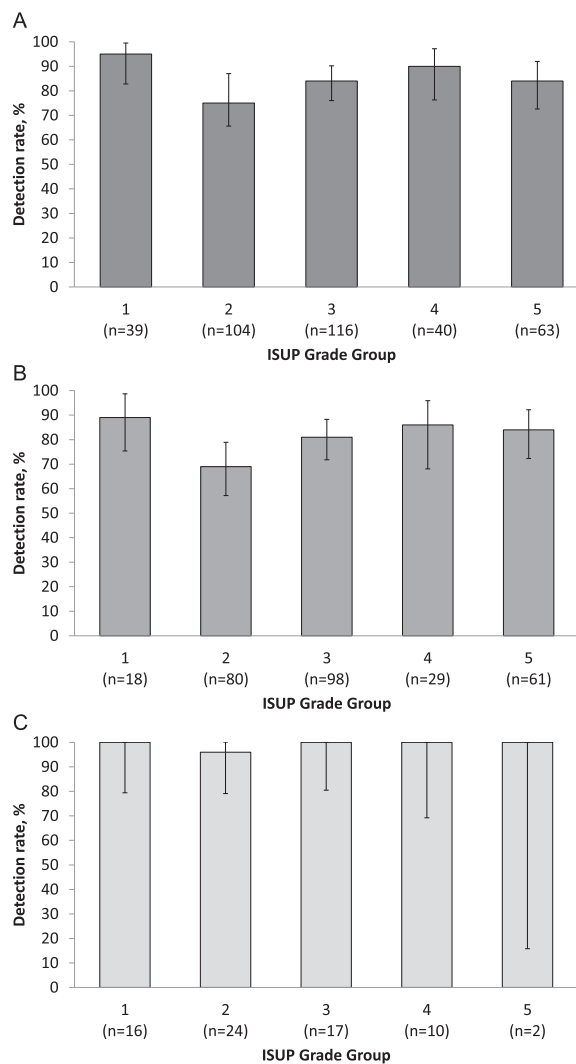 A
100
90
80
70
60
50
40
30
20
10
0
Detection rate, %
1 2 3 4 5
(n=39) (n=104) (n=116) (n=40) (n=63)
ISUP Grade Group
B
100
90
80
70
60
50
40
30
20
10
0
Detection rate, %
1 2 3 4 5
(n=18) (n=80) (n=98) (n=29) (n=61)
ISUP Grade Group
C
100
90
80
70
60
50
40
30
20
10
0
Detection rate, %
1 2 3 4 5
(n=16) (n=24) (n=17) (n=10) (n=2)
ISUP Grade Group